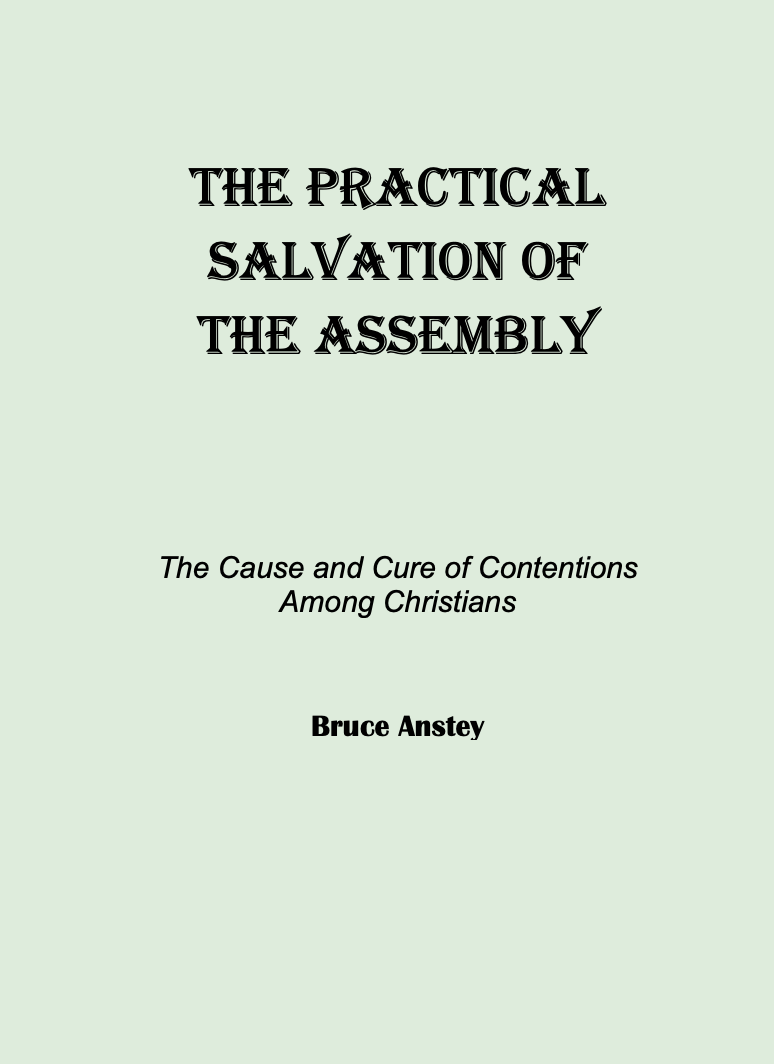 THE PRACTICAL
SALVATION OF
THE ASSEMBLY
The Cause and Cure of Contentions
Among Christians
Bruce Anstey